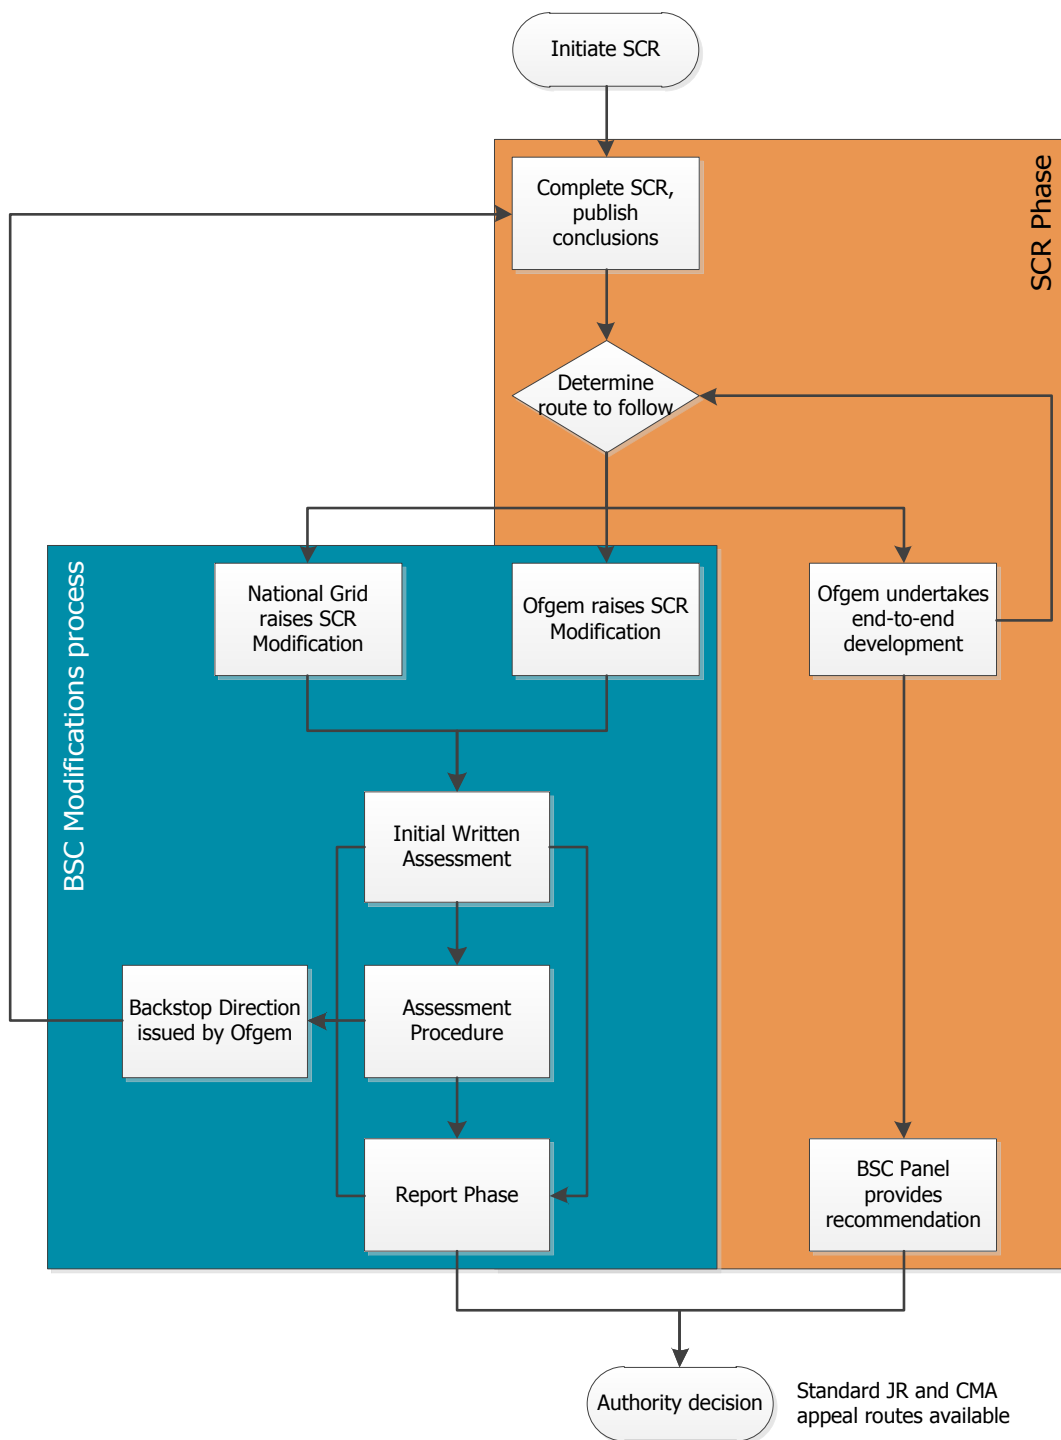 Initiate SCR
SCR Phase
Complete SCR,
publish
conclusions
Determine
route to follow
BSC Modifications process
National Grid
raises SCR
Modification
Ofgem raises SCR
Modification
Ofgem undertakes
end-to-end
development
Initial Written
Assessment
Backstop Direction
issued by Ofgem
Assessment
Procedure
Report Phase
BSC Panel
provides
recommendation
Authority decision
Standard JR and CMA
appeal routes available